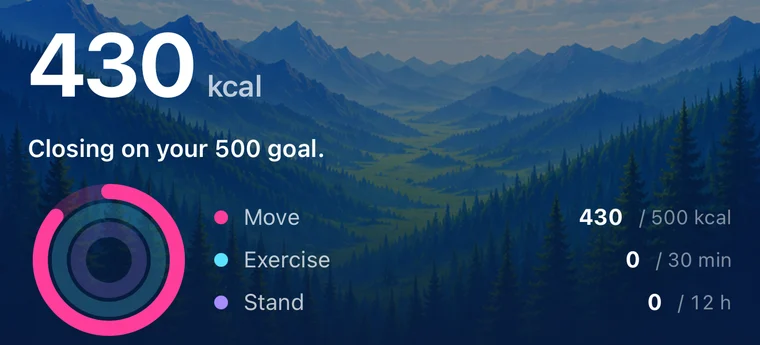 430 kcal
Closing on your 500 goal.
Move 430 / 500 kcal
Exercise 0 / 30 min
Stand 0 / 12 h